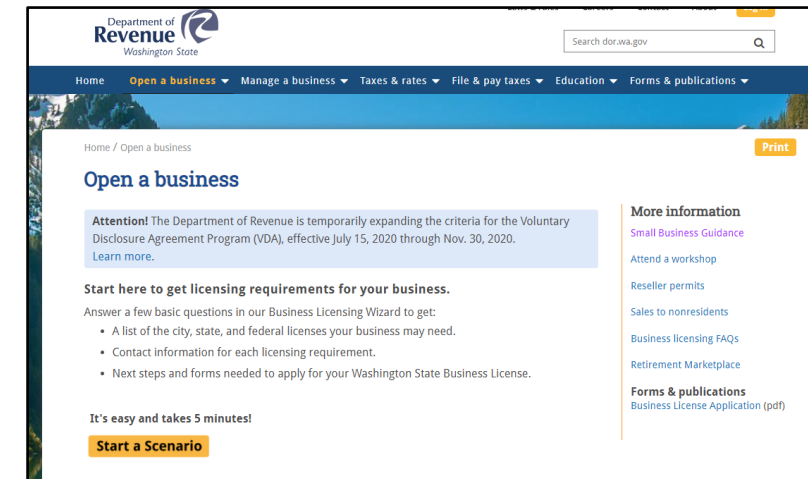 Department of
Revenue
Washington State
Search dor.wa.gov
Home Open a business Manage a business Taxes & rates File & pay taxes Education Forms & publications
Home / Open a business
Print
Open a business
Attention! The Department of Revenue is temporarily expanding the criteria for the Voluntary
Disclosure Agreement Program (VDA), effective July 15, 2020 through Nov. 30, 2020.
Learn more.
Start here to get licensing requirements for your business.
Answer a few basic questions in our Business Licensing Wizard to get:
• A list of the city, state, and federal licenses your business may need.
• Contact information for each licensing requirement.
• Next steps and forms needed to apply for your Washington State Business License.
It's easy and takes 5 minutes!
Start a Scenario
More information
Small Business Guidance
Attend a workshop
Reseller permits
Sales to nonresidents
Business licensing FAQs
Retirement Marketplace
Forms & publications
Business License Application (pdf)